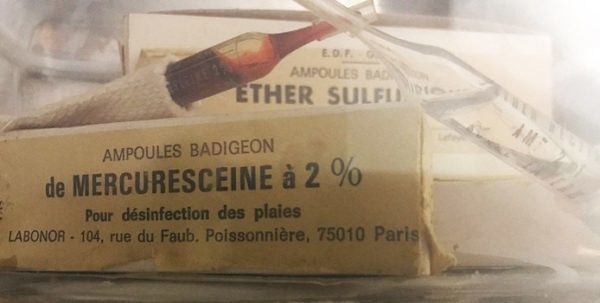 E.D.F. - G.
AMPOULES BADIGEON
ETHER SULFURIQU
AMPOULES BADIGEON
de MERCURESCEINE à 2 %
Pour désinfection des plaies
LABONOR - 104, rue du Faub. Poissonnière, 75010 Paris